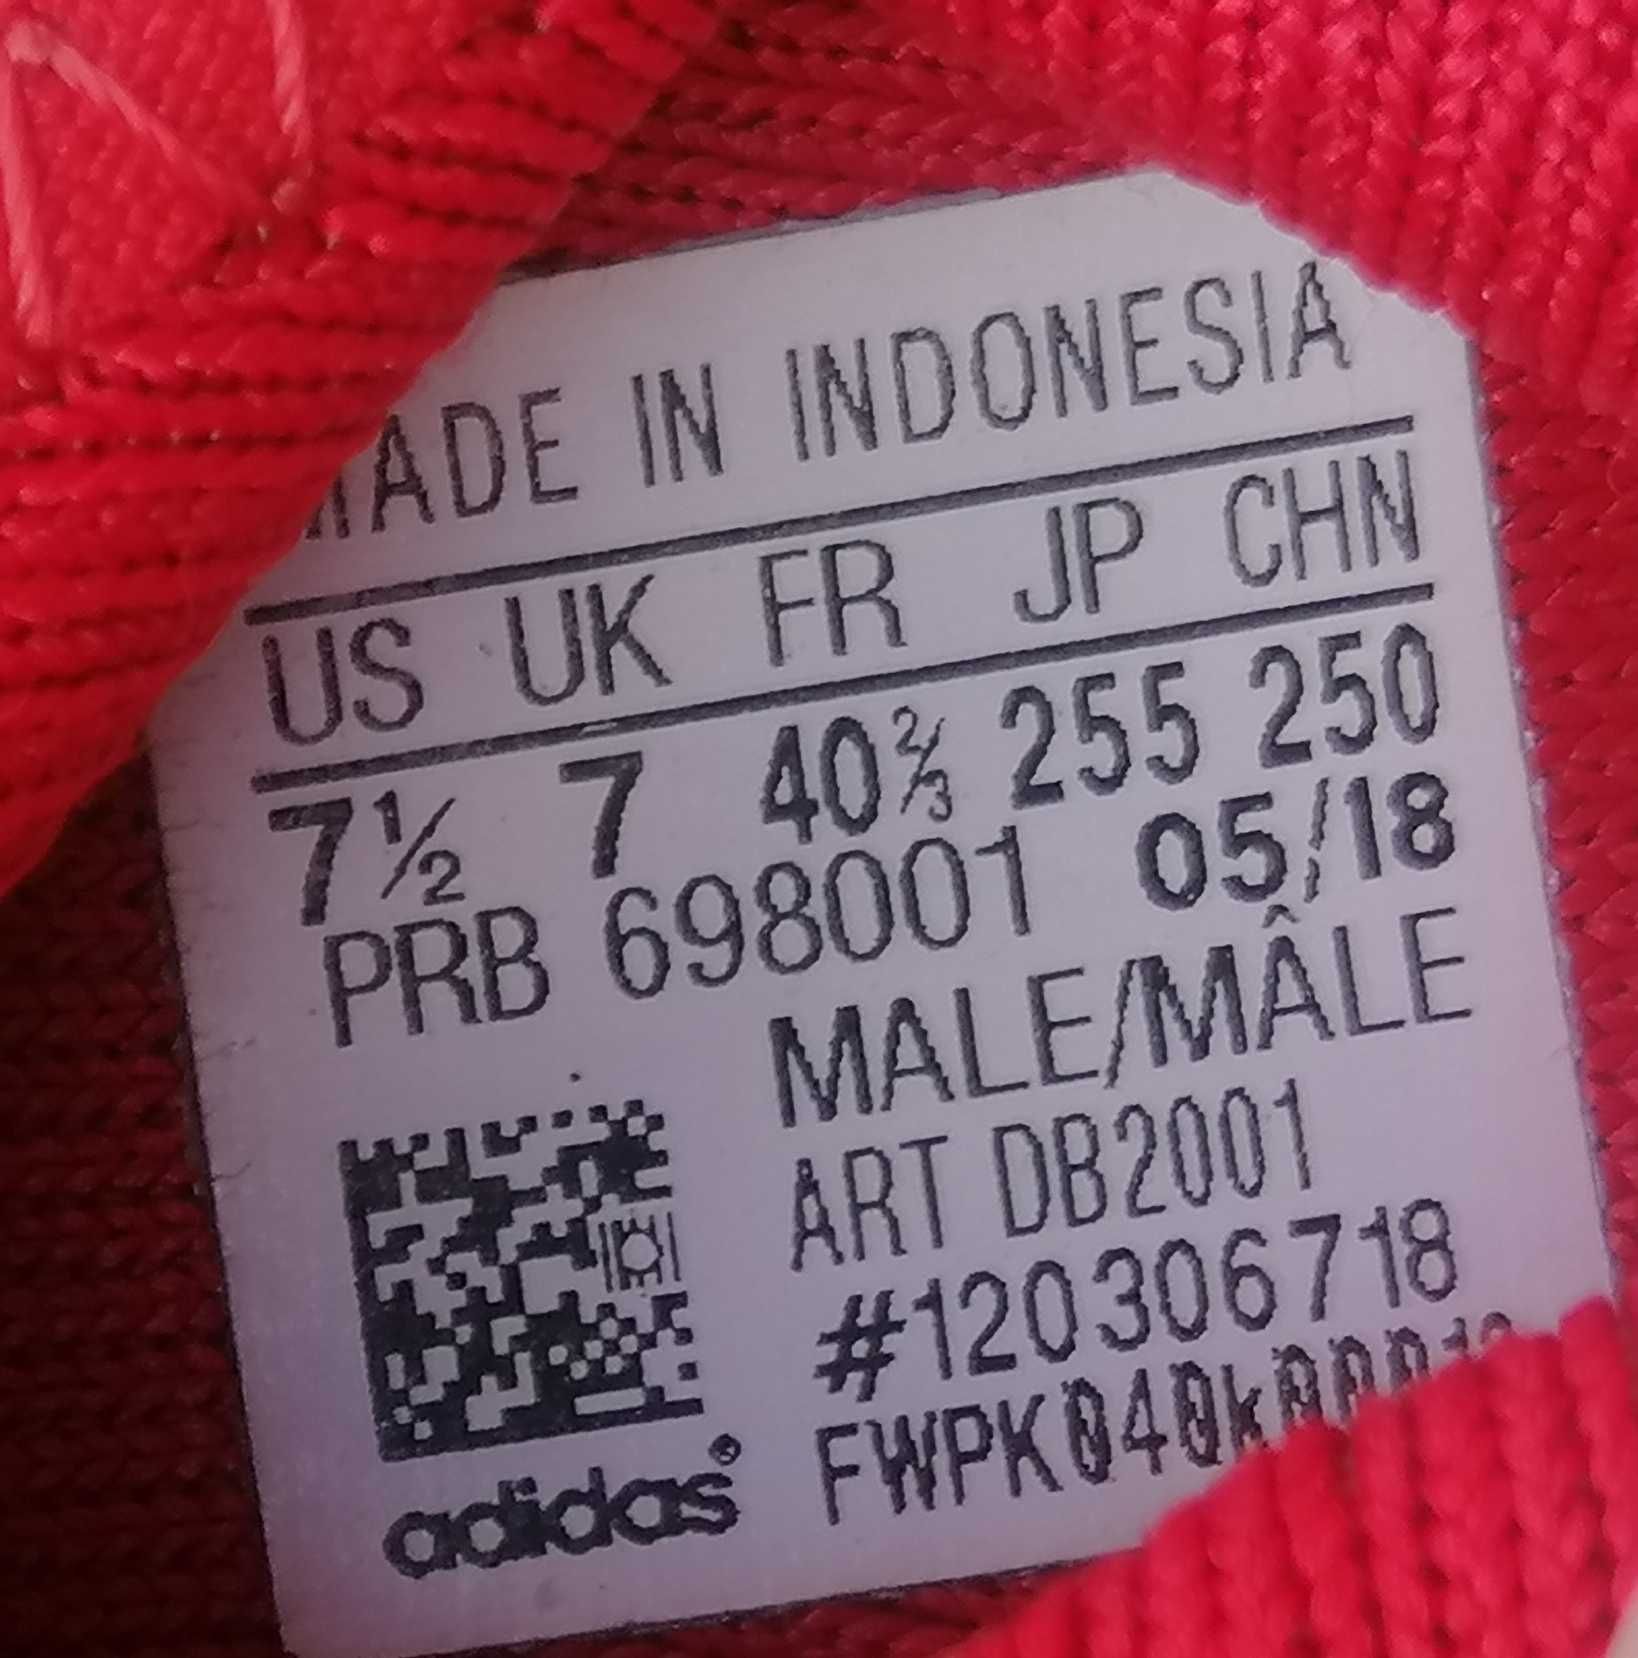 MADE IN INDONESIA
US UK FR JP CHN
7½ 7 40⅔ 255 250
PRB 698001 05/18
MALE/MÂLE
ART DB2001
#120306718
adidas®